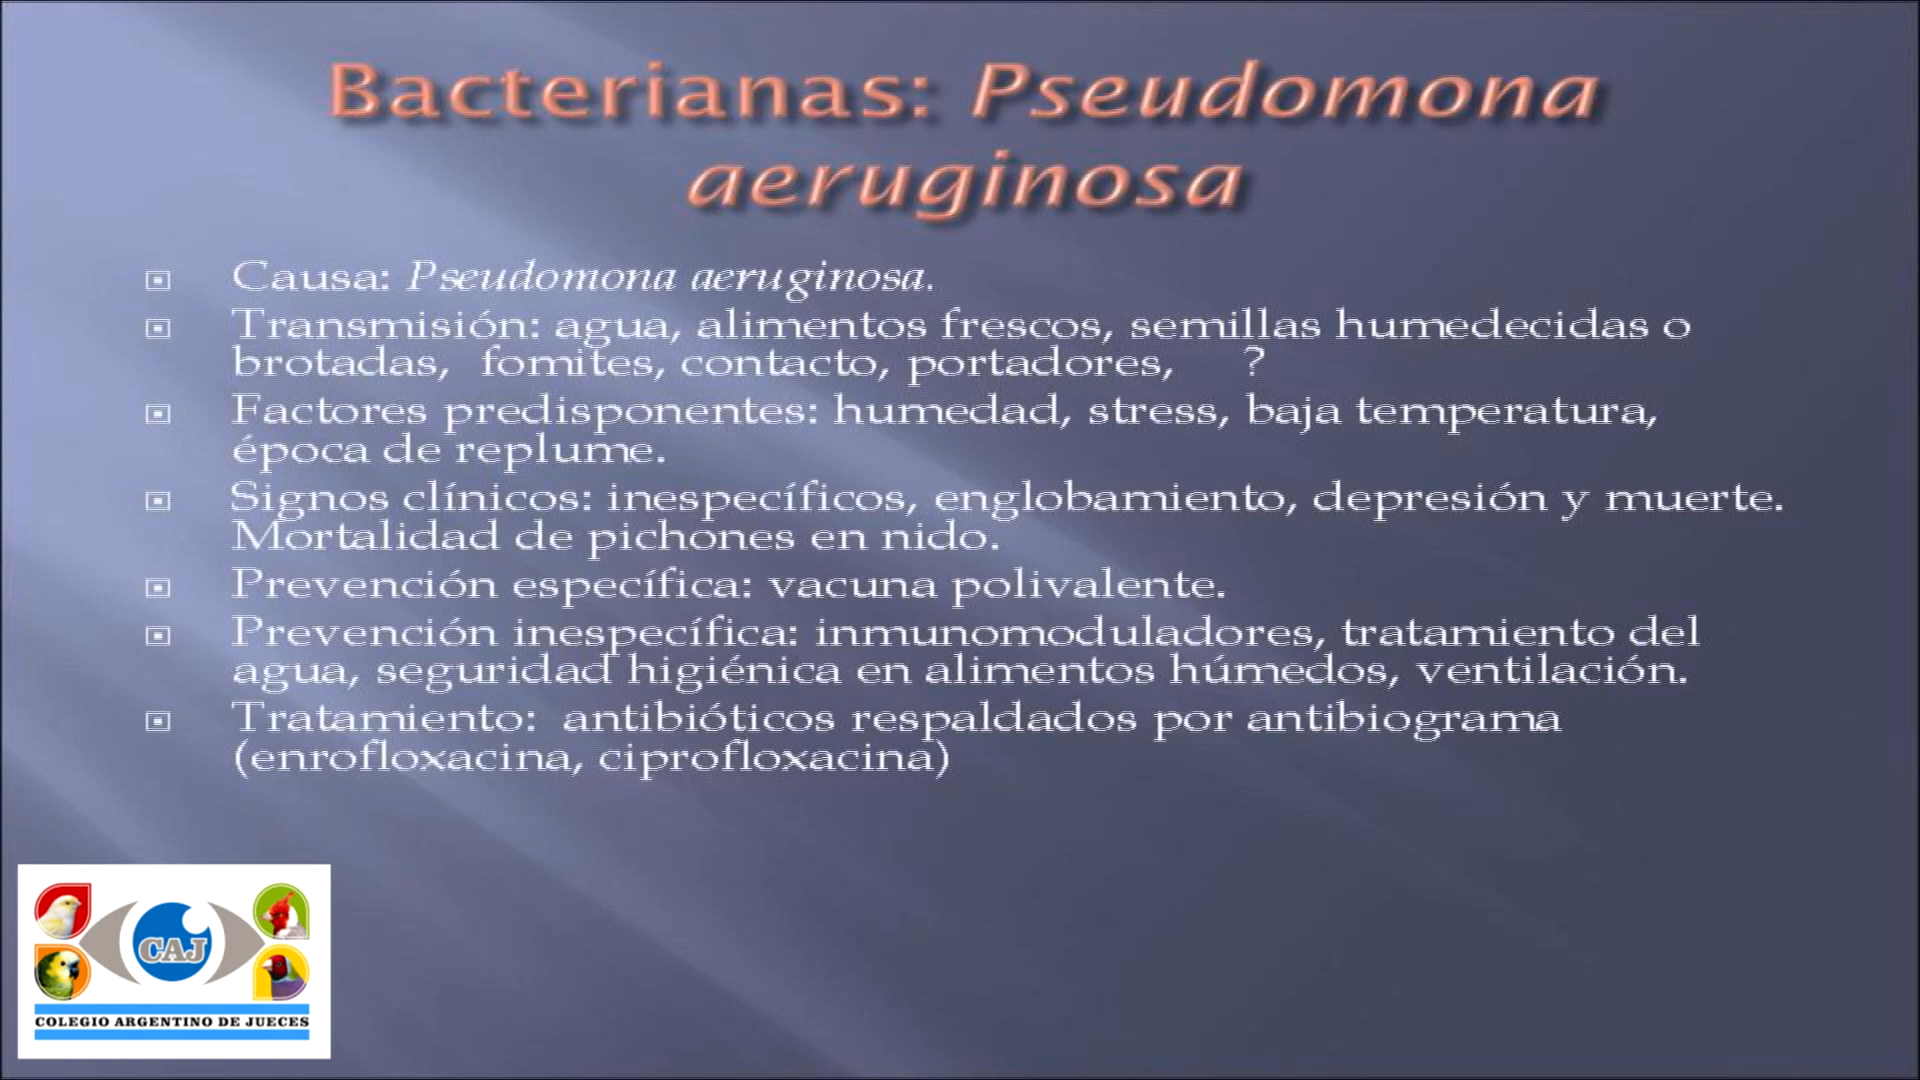 Bacterianas: Pseudomona
aeruginosa
Causa: Pseudomona aeruginosa.
Transmisión: agua, alimentos frescos, semillas humedecidas o
brotadas, fomites, contacto, portadores, ?
Factores predisponentes: humedad, stress, baja temperatura,
época de replume.
Signos clínicos: inespecíficos, englobamiento, depresión y muerte.
Mortalidad de pichones en nido.
Prevención específica: vacuna polivalente.
Prevención inespecífica: inmunomoduladores, tratamiento del
agua, seguridad higiénica en alimentos húmedos, ventilación.
Tratamiento: antibióticos respaldados por antibiograma
(enrofloxacina, ciprofloxacina)
CAJ
COLEGIO ARGENTINO DE JUECES